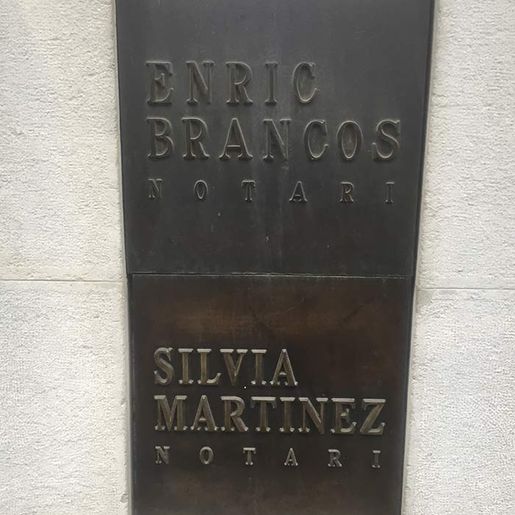 ENRIC
BRANCOS
NOTARI
SILVIA
MARTINEZ
NOTARI